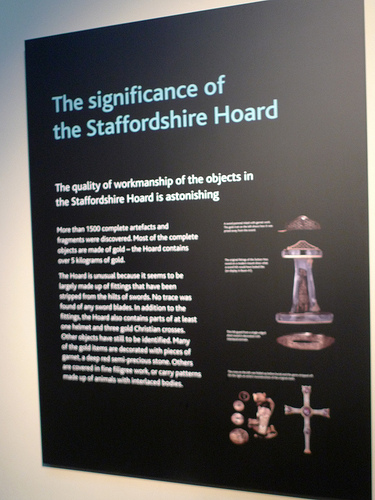 The significance of
the Staffordshire Hoard
The quality of workmanship of the objects in
the Staffordshire Hoard is astonishing
More than 1500 complete artefacts and
fragments were discovered. Most of the complete
objects are made of gold – the Hoard contains
over 5 kilograms of gold.
The Hoard is unusual because it seems to be
largely made up of fittings that have been
stripped from the hilts of swords. No trace was
found of any sword blades. In addition to the
fittings, the Hoard also contains parts of at least
one helmet and three gold Christian crosses.
Other objects have still to be identified. Many
of the gold items are decorated with pieces of
garnet, a deep red semi-precious stone. Others
are covered in fine filigree work, or carry patterns
made up of animals with interlaced bodies.